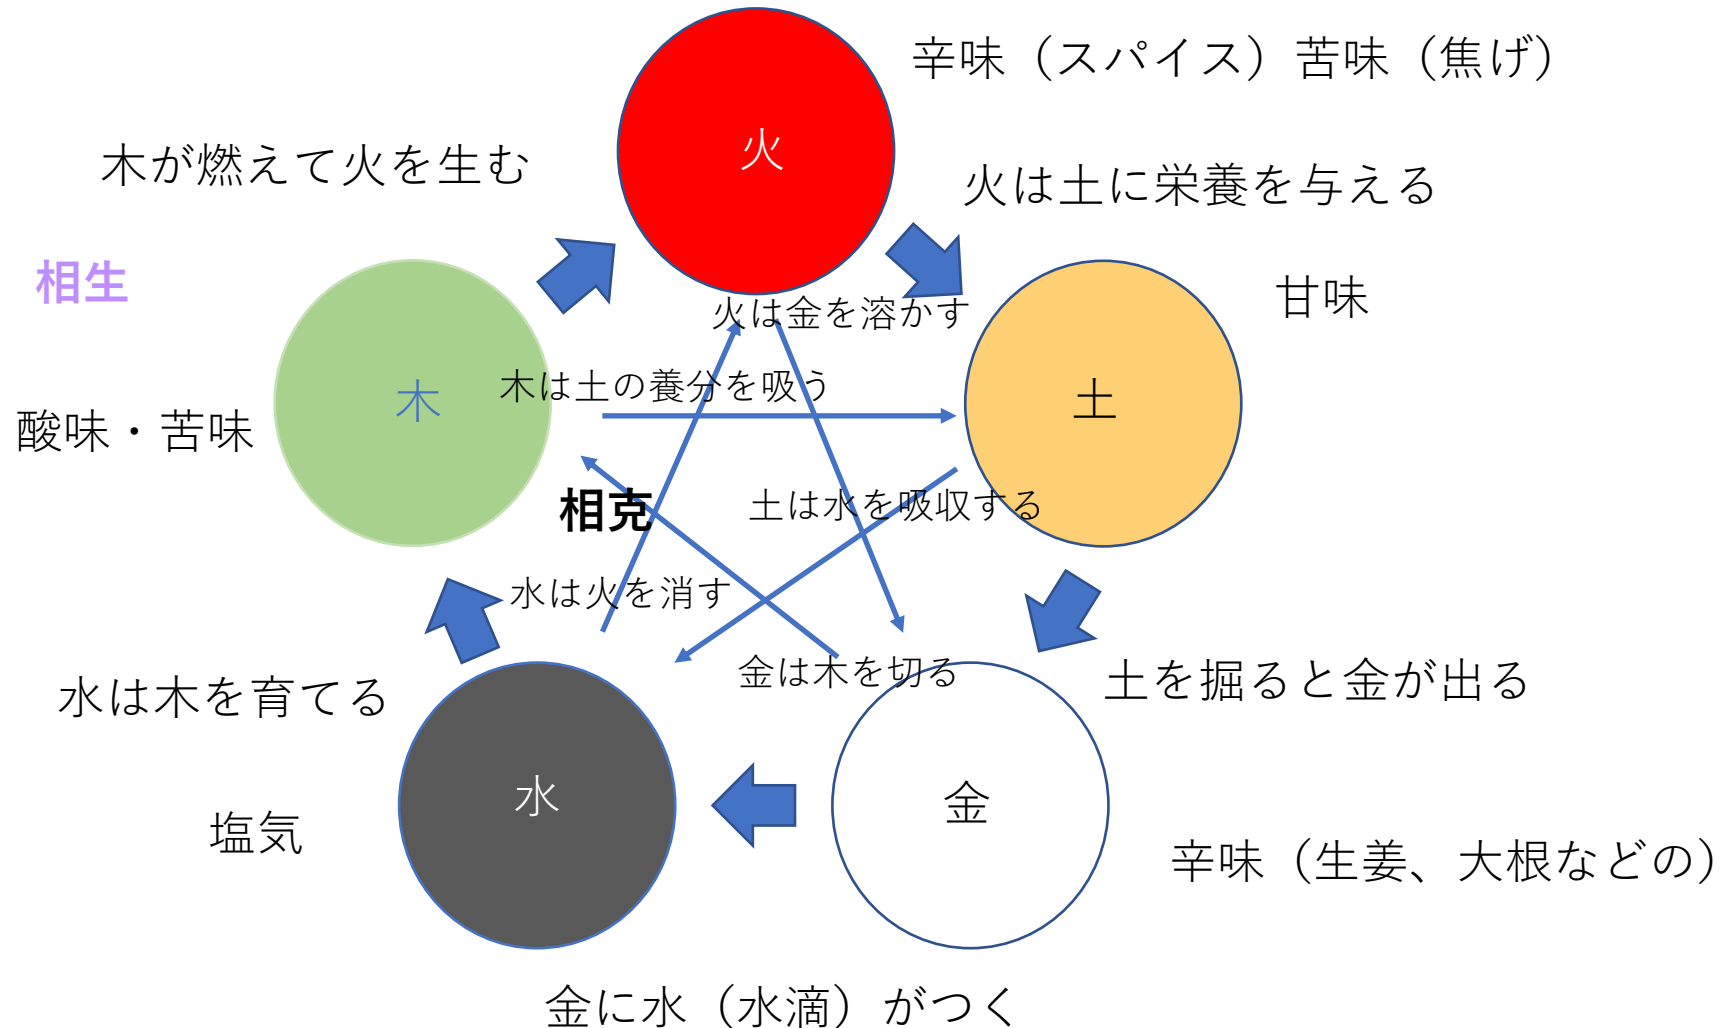 辛味（スパイス）苦味（焦げ）
火
木が燃えて火を生む
火は土に栄養を与える
相生
甘味
火は金を溶かす
木は土の養分を吸う
木
土
酸味・苦味
相克
土は水を吸収する
水は火を消す
金は木を切る
土を掘ると金が出る
水は木を育てる
水
金
塩気
辛味（生姜、大根などの）
金に水（水滴）がつく